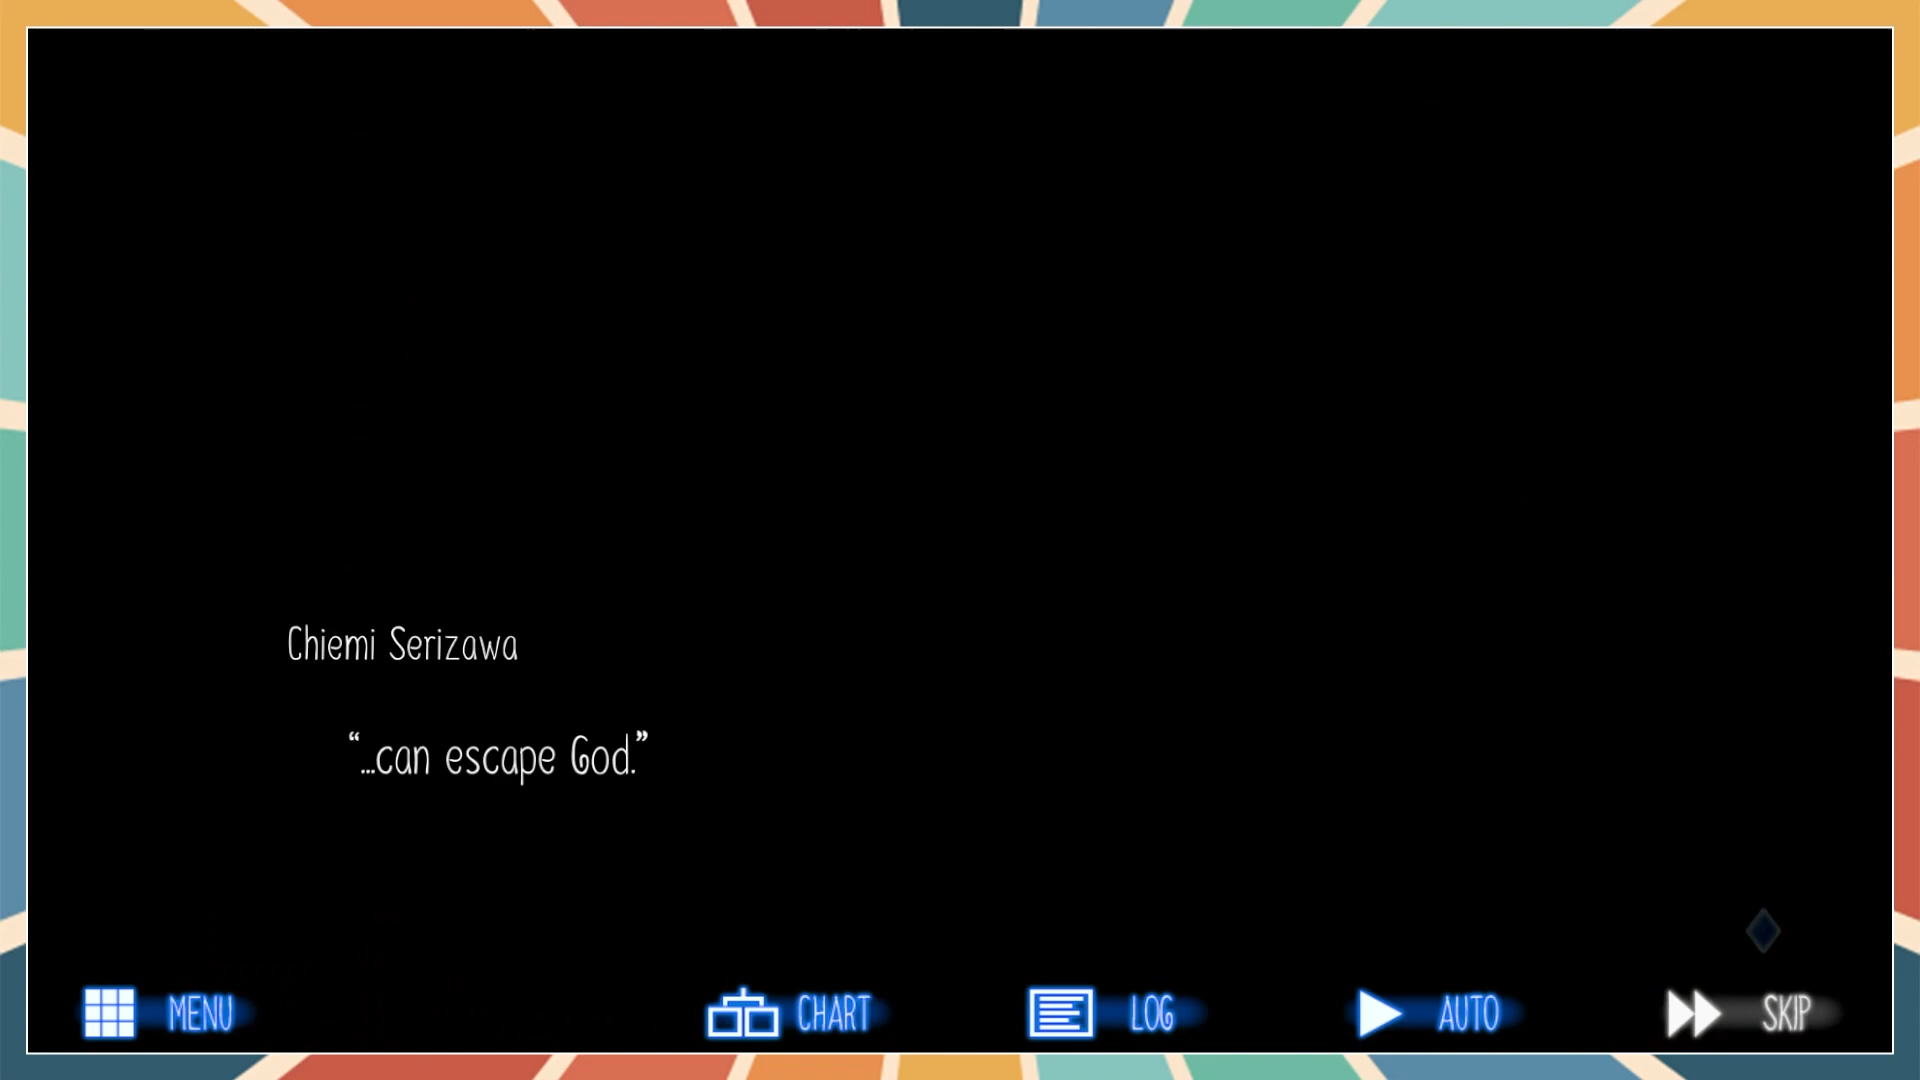 Chiemi Serizawa
“...can escape God.”
MENU
CHART
LOG
AUTO
SKIP